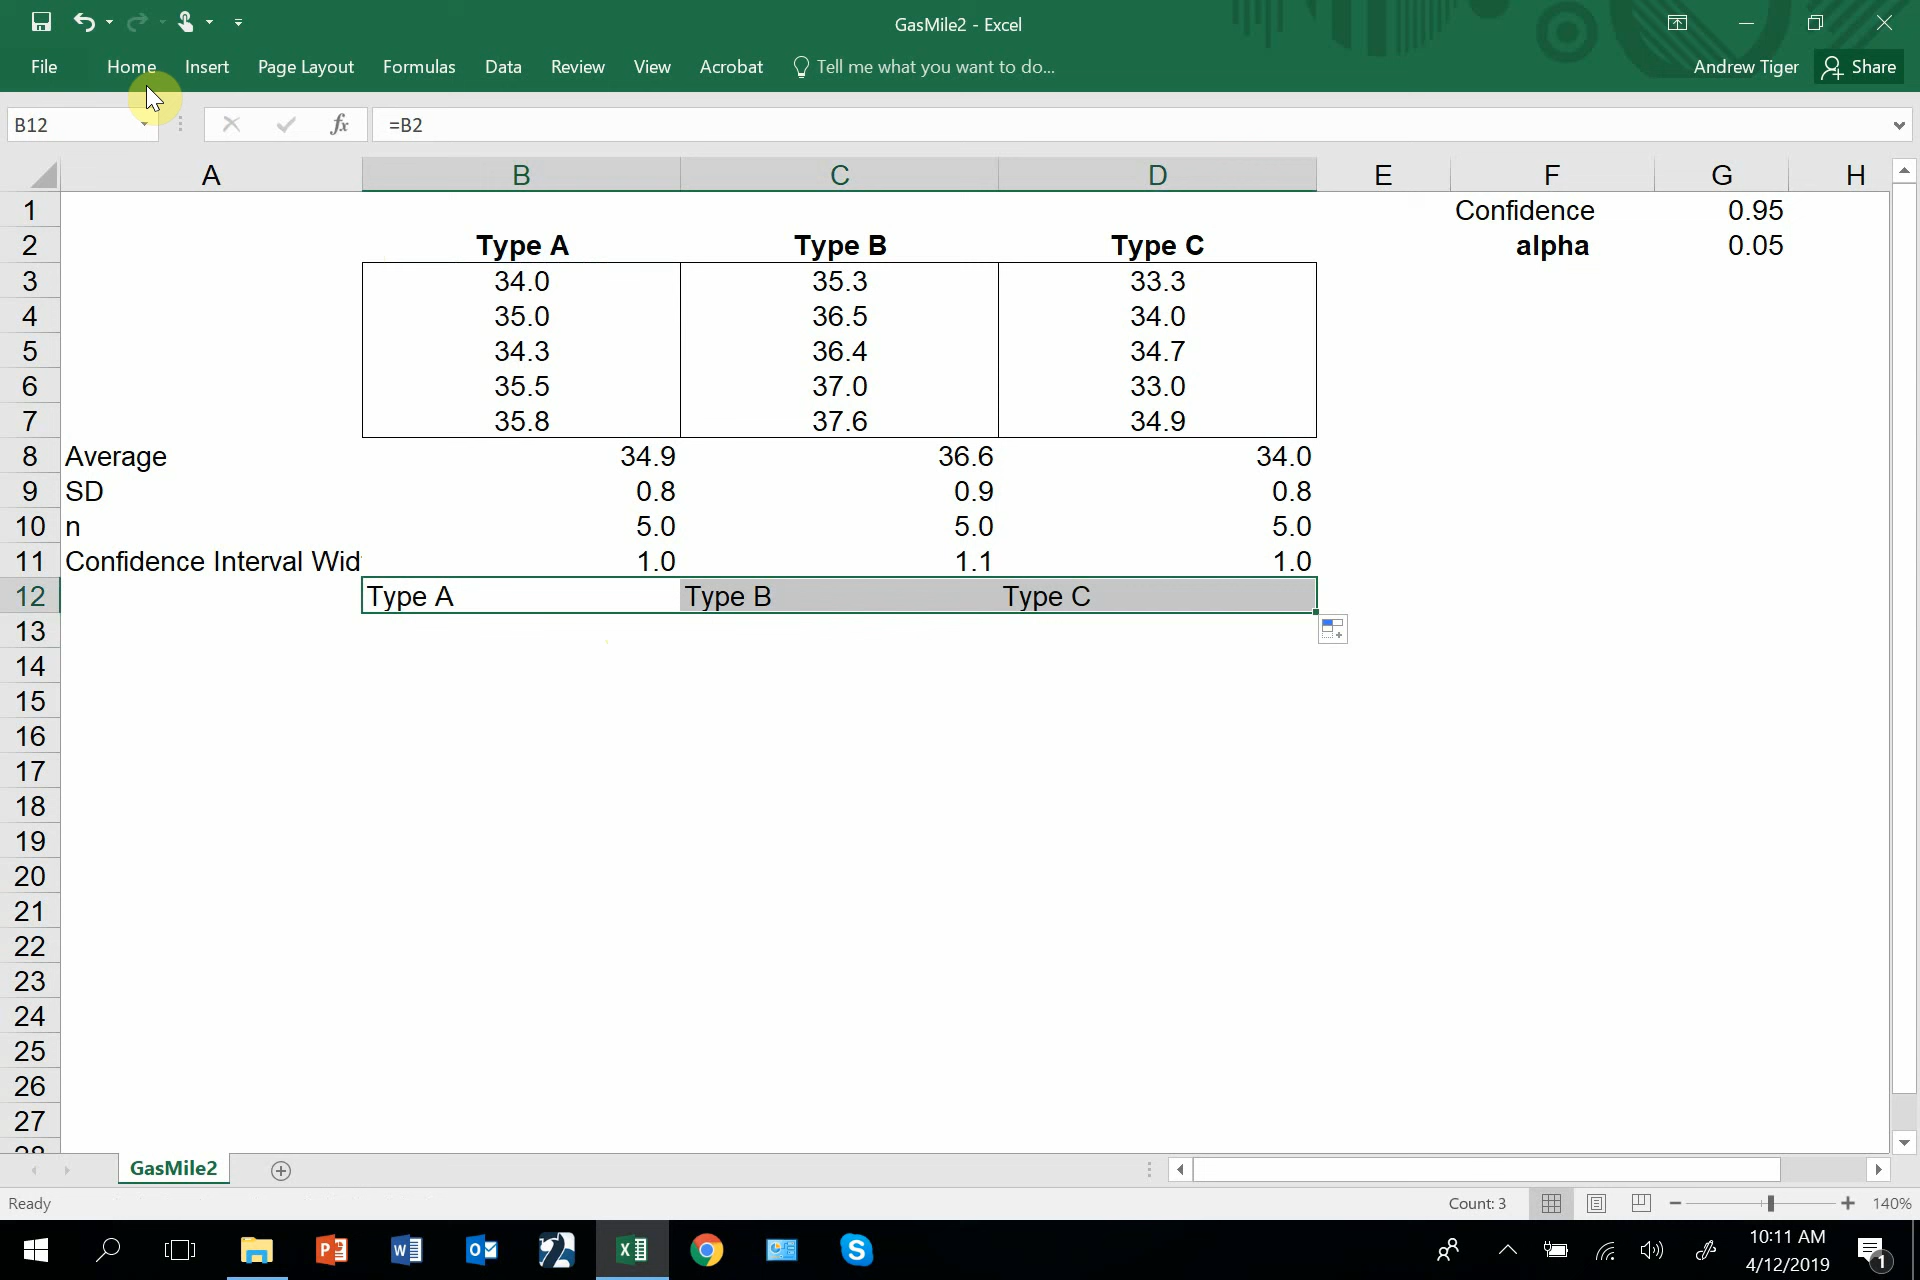 GasMile2 - Excel
File Home Insert Page Layout Formulas Data Review View Acrobat Tell me what you want to do... Andrew Tiger Share
B12 fx =B2
A B C D E F G H
1 Confidence 0.95
2 Type A Type B Type C alpha 0.05
3 34.0 35.3 33.3
4 35.0 36.5 34.0
5 34.3 36.4 34.7
6 35.5 37.0 33.0
7 35.8 37.6 34.9
8 Average 34.9 36.6 34.0
9 SD 0.8 0.9 0.8
10 n 5.0 5.0 5.0
11 Confidence Interval Wid 1.0 1.1 1.0
12 Type A Type B Type C
13
14
15
16
17
18
19
20
21
22
23
24
25
26
27
28
GasMile2
Ready Count: 3 140%
10:11 AM
4/12/2019 1